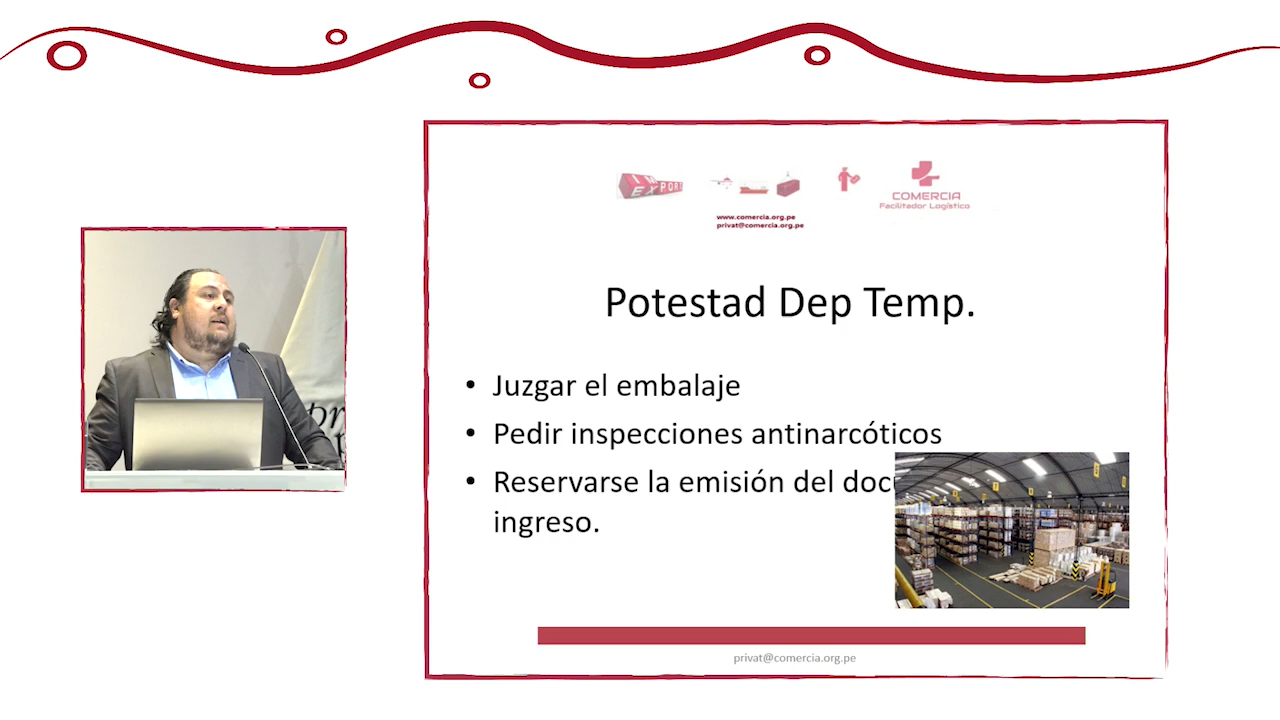 IM
EXPORT
COMERCIA
Facilitador Logístico
www.comercia.org.pe
privat@comercia.org.pe
Potestad Dep Temp.
• Juzgar el embalaje
• Pedir inspecciones antinarcóticos
• Reservarse la emisión del
ingreso.
privat@comercia.org.pe